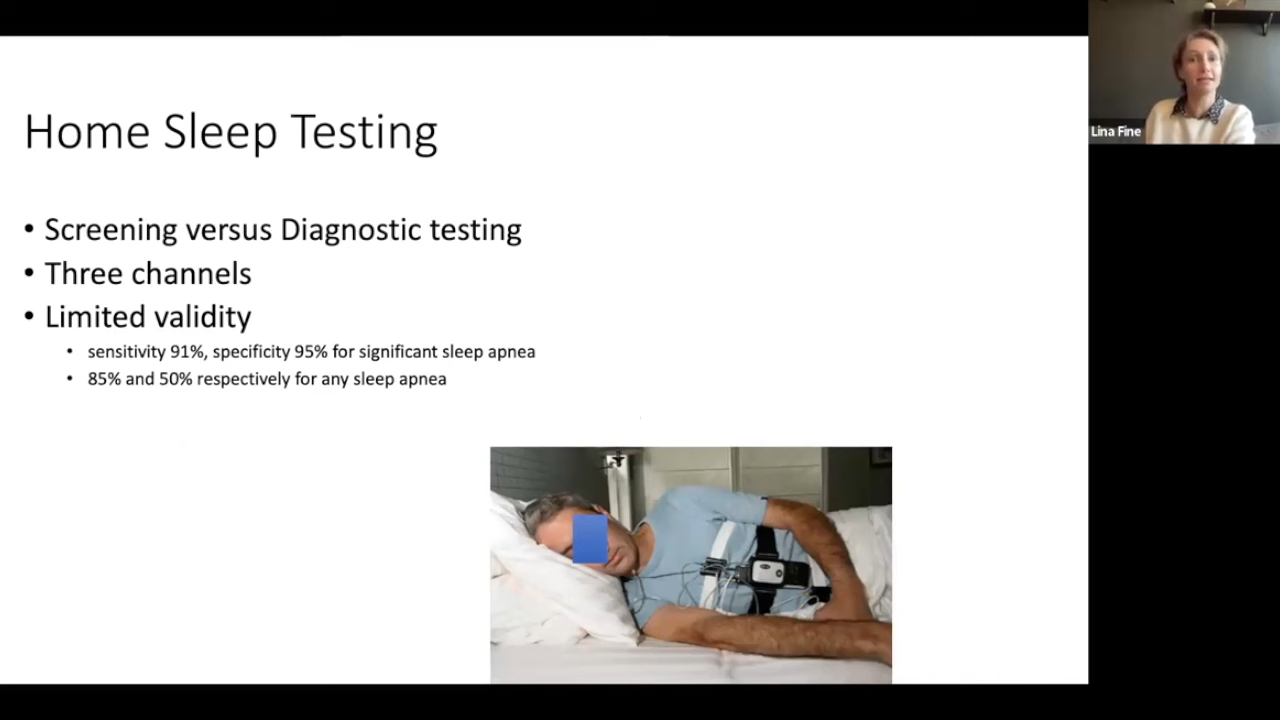 Home Sleep Testing
• Screening versus Diagnostic testing
• Three channels
• Limited validity
• sensitivity 91%, specificity 95% for significant sleep apnea
• 85% and 50% respectively for any sleep apnea
Lina Fine